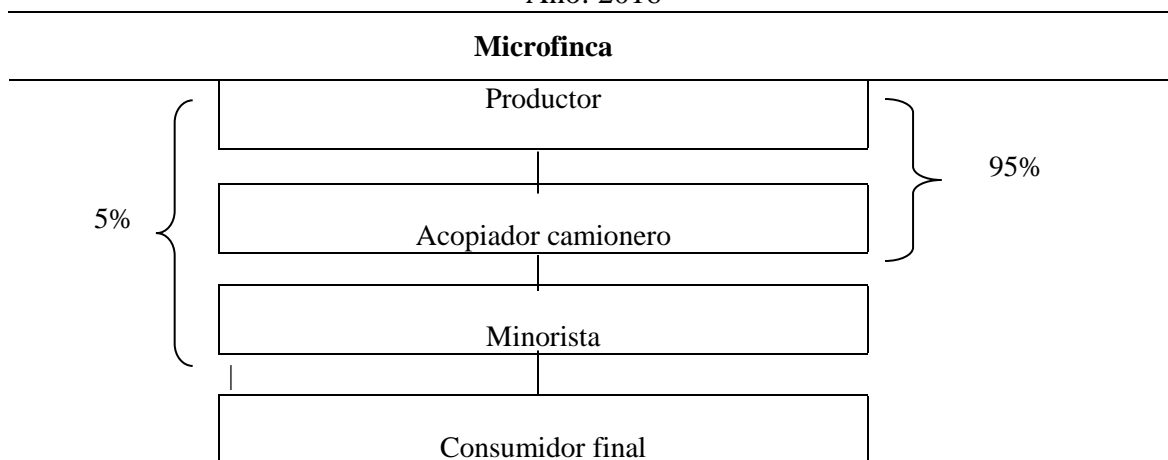 Microfinca
Productor
95%
5%
Acopiador camionero
Minorista
Consumidor final